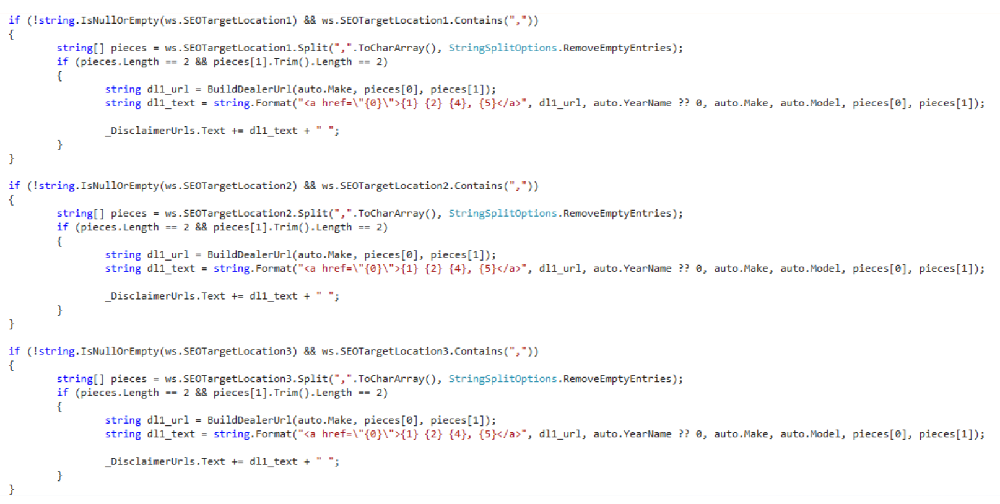 if (!string.IsNullOrEmpty(ws.SEOTargetLocation1) && ws.SEOTargetLocation1.Contains(","))
{
        string[] pieces = ws.SEOTargetLocation1.Split(",".ToCharArray(), StringSplitOptions.RemoveEmptyEntries);
        if (pieces.Length == 2 && pieces[1].Trim().Length == 2)
        {
                string dl1_url = BuildDealerUrl(auto.Make, pieces[0], pieces[1]);
                string dl1_text = string.Format("<a href=\"{0}\">{1} {2} {4}, {5}</a>", dl1_url, auto.YearName ?? 0, auto.Make, auto.Model, pieces[0], pieces[1]);

                _DisclaimerUrls.Text += dl1_text + " ";
        }
}

if (!string.IsNullOrEmpty(ws.SEOTargetLocation2) && ws.SEOTargetLocation2.Contains(","))
{
        string[] pieces = ws.SEOTargetLocation2.Split(",".ToCharArray(), StringSplitOptions.RemoveEmptyEntries);
        if (pieces.Length == 2 && pieces[1].Trim().Length == 2)
        {
                string dl1_url = BuildDealerUrl(auto.Make, pieces[0], pieces[1]);
                string dl1_text = string.Format("<a href=\"{0}\">{1} {2} {4}, {5}</a>", dl1_url, auto.YearName ?? 0, auto.Make, auto.Model, pieces[0], pieces[1]);

                _DisclaimerUrls.Text += dl1_text + " ";
        }
}

if (!string.IsNullOrEmpty(ws.SEOTargetLocation3) && ws.SEOTargetLocation3.Contains(","))
{
        string[] pieces = ws.SEOTargetLocation3.Split(",".ToCharArray(), StringSplitOptions.RemoveEmptyEntries);
        if (pieces.Length == 2 && pieces[1].Trim().Length == 2)
        {
                string dl1_url = BuildDealerUrl(auto.Make, pieces[0], pieces[1]);
                string dl1_text = string.Format("<a href=\"{0}\">{1} {2} {4}, {5}</a>", dl1_url, auto.YearName ?? 0, auto.Make, auto.Model, pieces[0], pieces[1]);

                _DisclaimerUrls.Text += dl1_text + " ";
        }
}